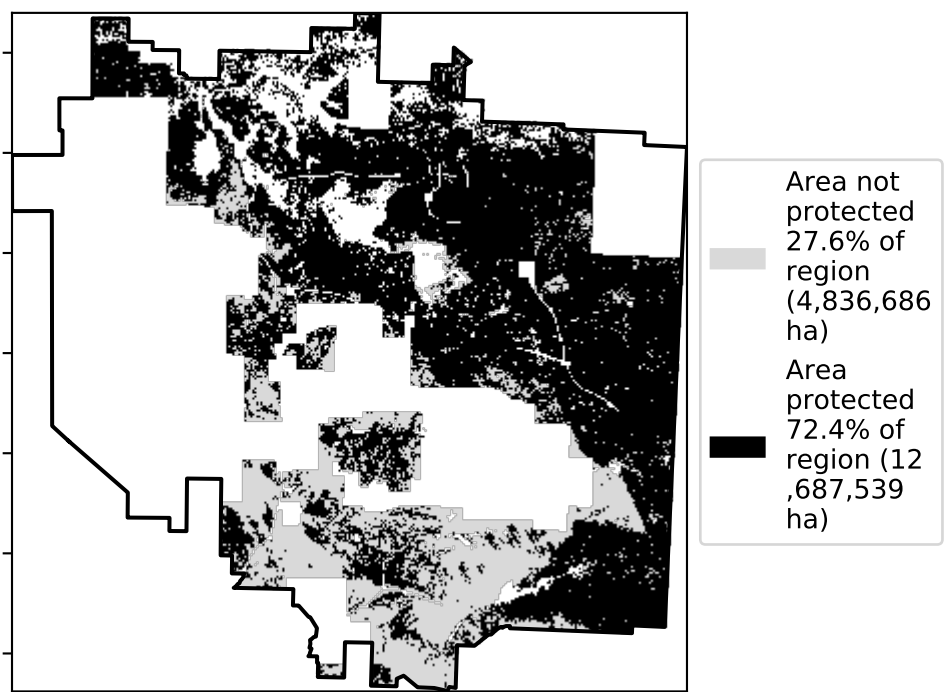 Area not
protected
27.6% of
region
(4,836,686
ha)
Area
protected
72.4% of
region (12
,687,539
ha)